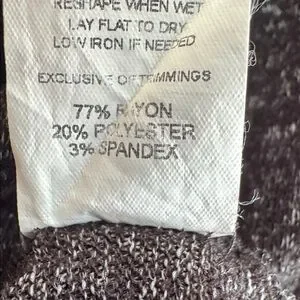 RESHAPE WHEN WET
LAY FLAT TO DRY
LOW IRON IF NEEDED
EXCLUSIVE OF TRIMMINGS
77% RAYON
20% POLYESTER
3% SPANDEX